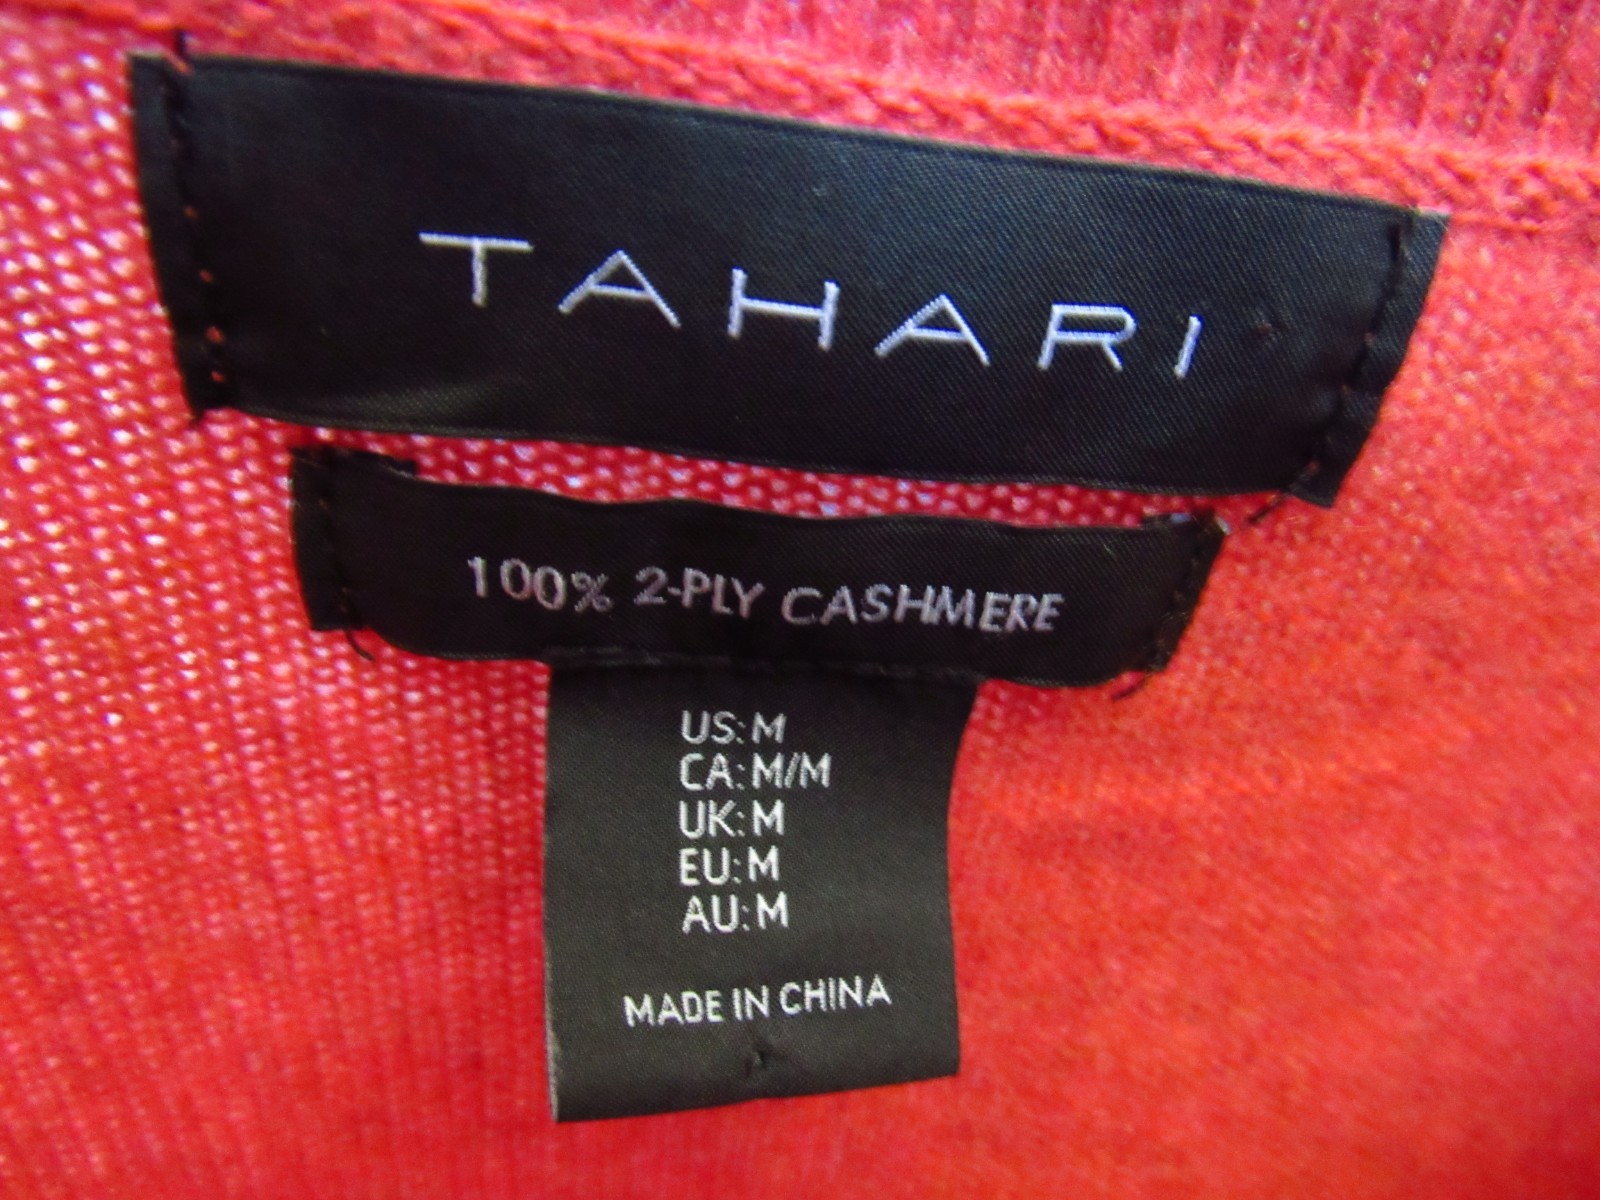 TAHARI
100% 2-PLY CASHMERE
US: M
CA: M/M
UK: M
EU: M
AU: M
MADE IN CHINA